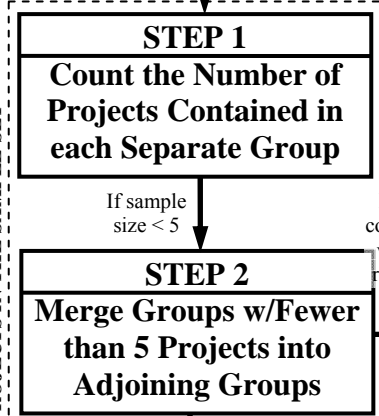 STEP 1
Count the Number of
Projects Contained in
each Separate Group
If sample
size < 5
STEP 2
Merge Groups w/Fewer
than 5 Projects into
Adjoining Groups